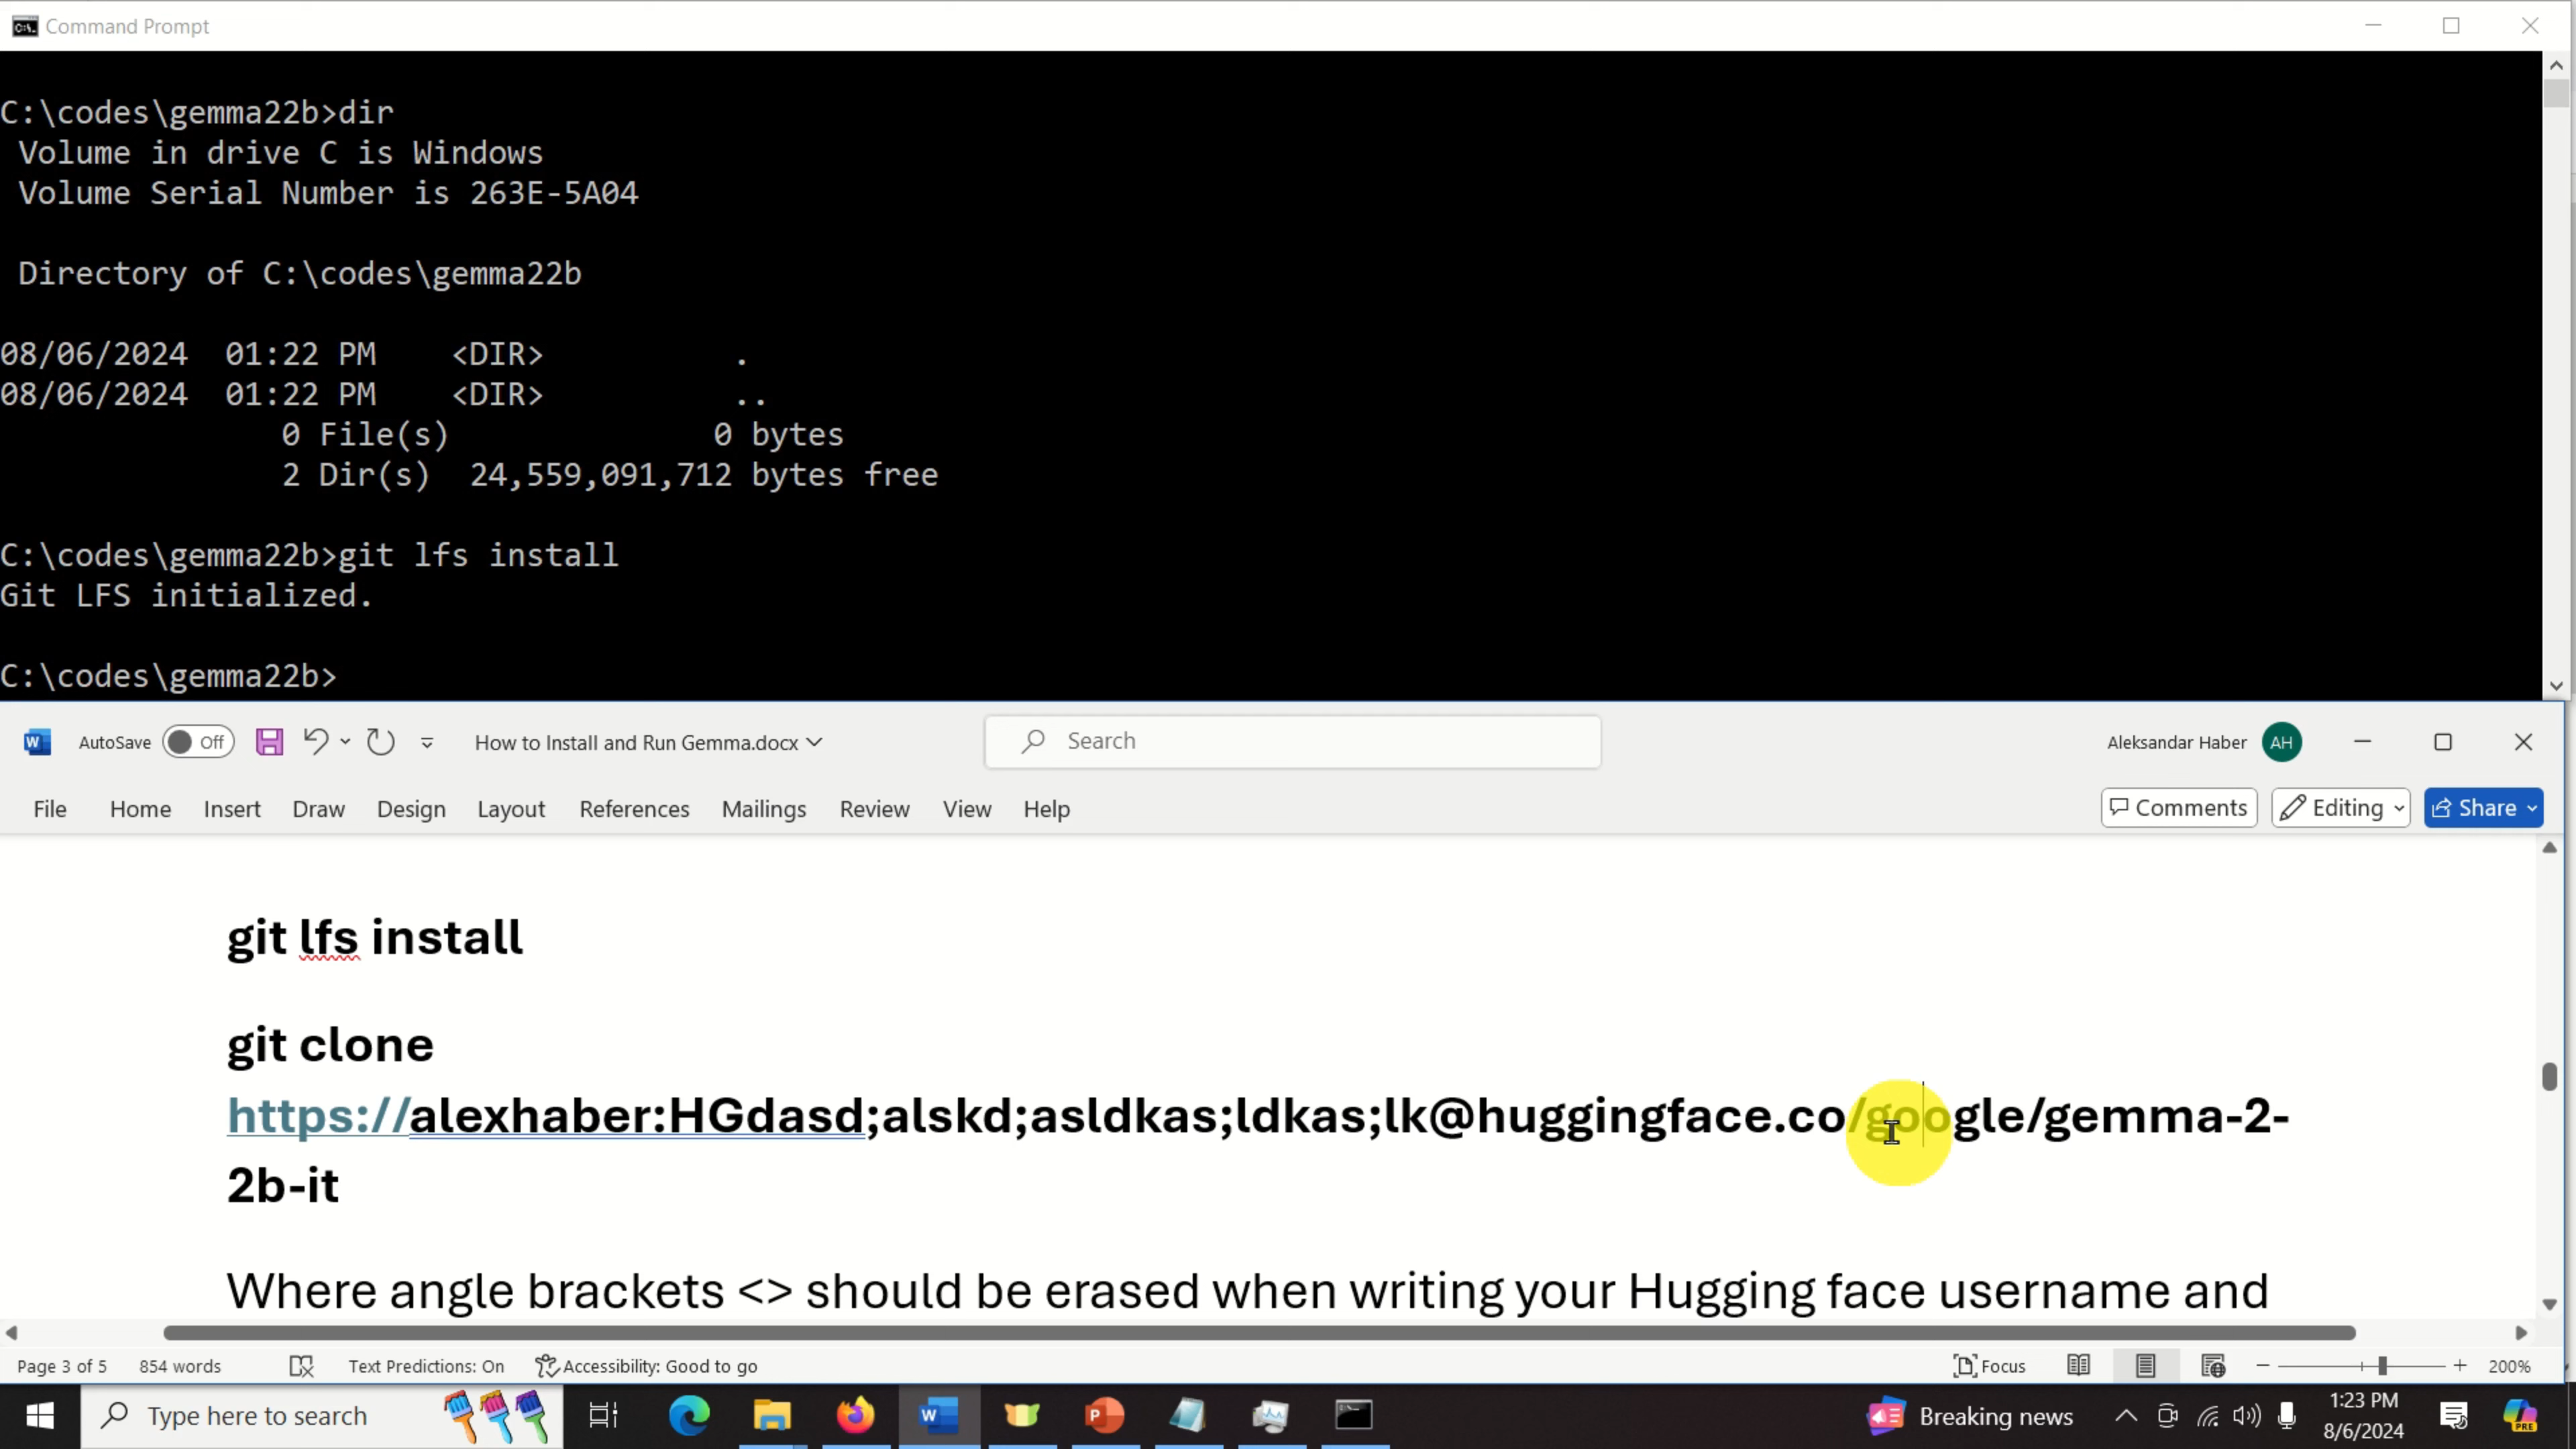 Command Prompt
C:\codes\gemma22b>dir
Volume in drive C is Windows
Volume Serial Number is 263E-5A04
Directory of C:\codes\gemma22b
08/06/2024 01:22 PM <DIR> .
08/06/2024 01:22 PM <DIR> ..
0 File(s) 0 bytes
2 Dir(s) 24,559,091,712 bytes free
C:\codes\gemma22b>git lfs install
Git LFS initialized.
C:\codes\gemma22b>
AutoSave Off How to Install and Run Gemma.docx Search Aleksandar Haber AH
File Home Insert Draw Design Layout References Mailings Review View Help Comments Editing Share
git lfs install
git clone
https://alexhaber:HGdasd;alskd;asldkas;ldkas;lk@huggingface.co/google/gemma-2-
2b-it
Where angle brackets <> should be erased when writing your Hugging face username and
Page 3 of 5 854 words Text Predictions: On Accessibility: Good to go Focus 200%
Type here to search Breaking news 1:23 PM
8/6/2024